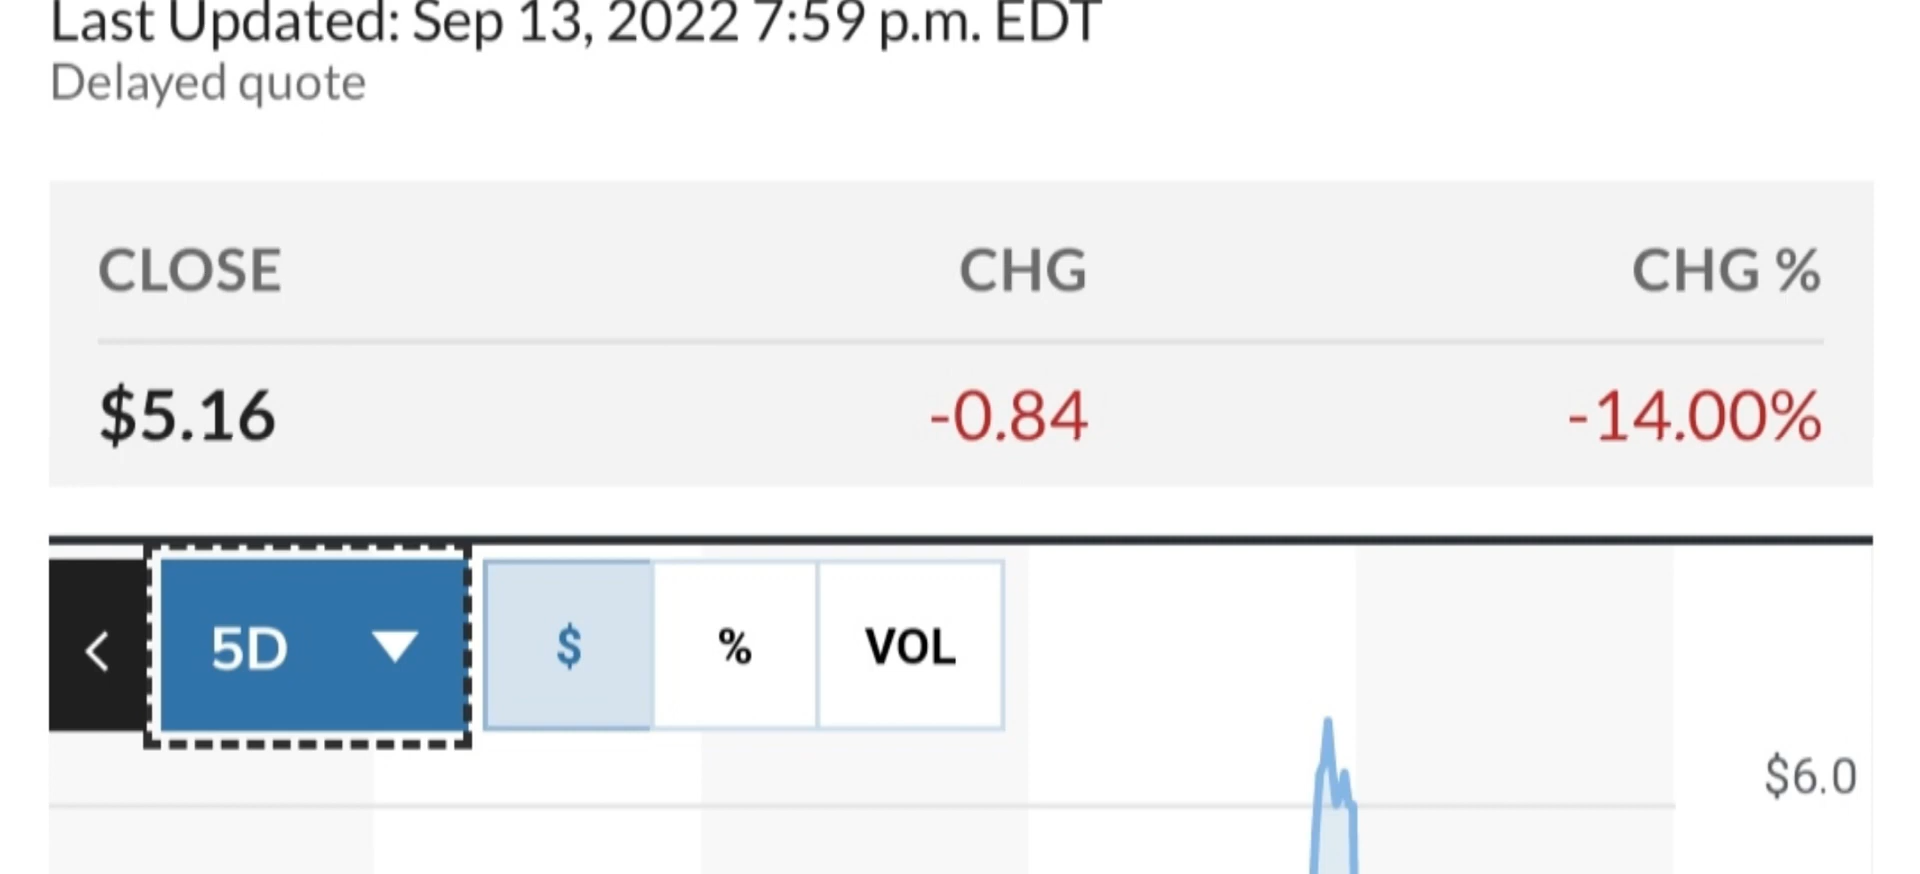 Last Updated: Sep 13, 2022 7:59 p.m. EDT
Delayed quote
CLOSE CHG CHG %
$5.16 -0.84 -14.00%
5D $ % VOL
$6.0